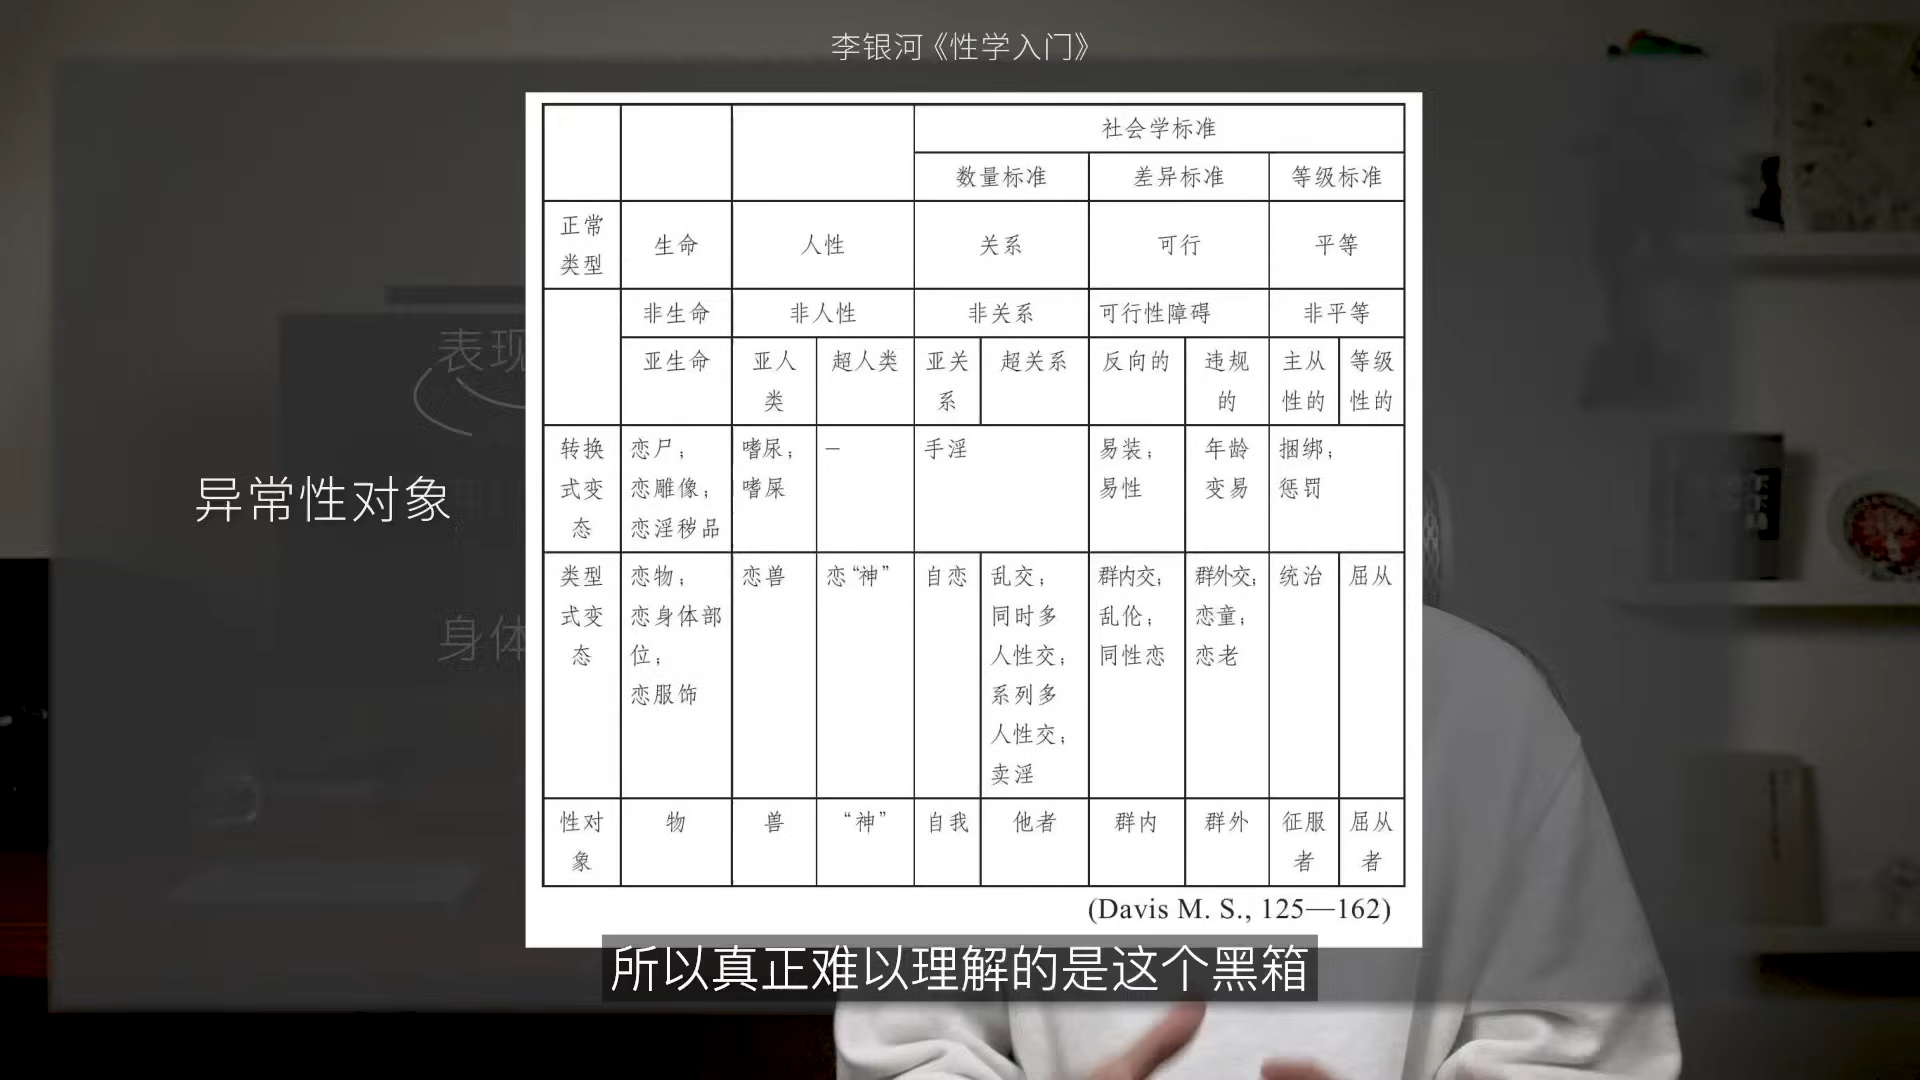 李银河《性学入门》
社会学标准
数量标准 差异标准 等级标准
正常类型 生命 人性 关系 可行 平等
非生命 非人性 非关系 可行性障碍 非平等
亚生命 亚人类 超人类 亚关系 超关系 反向的 违规的 主从性的 等级性的
转换式变态 恋尸；恋雕像；恋淫秽品 嗜尿；嗜屎 — 手淫 易装；易性 年龄变易 捆绑；惩罚
类型式变态 恋物；恋身体部位；恋服饰 恋兽 恋“神” 自恋 乱交；同时多人性交；系列多人性交；卖淫 群内交；乱伦；同性恋 群外交；恋童；恋老 统治 屈从
性对象 物 兽 “神” 自我 他者 群内 群外 征服者 屈从者
(Davis M. S., 125—162)
表现
异常性对象
身体
所以真正难以理解的是这个黑箱